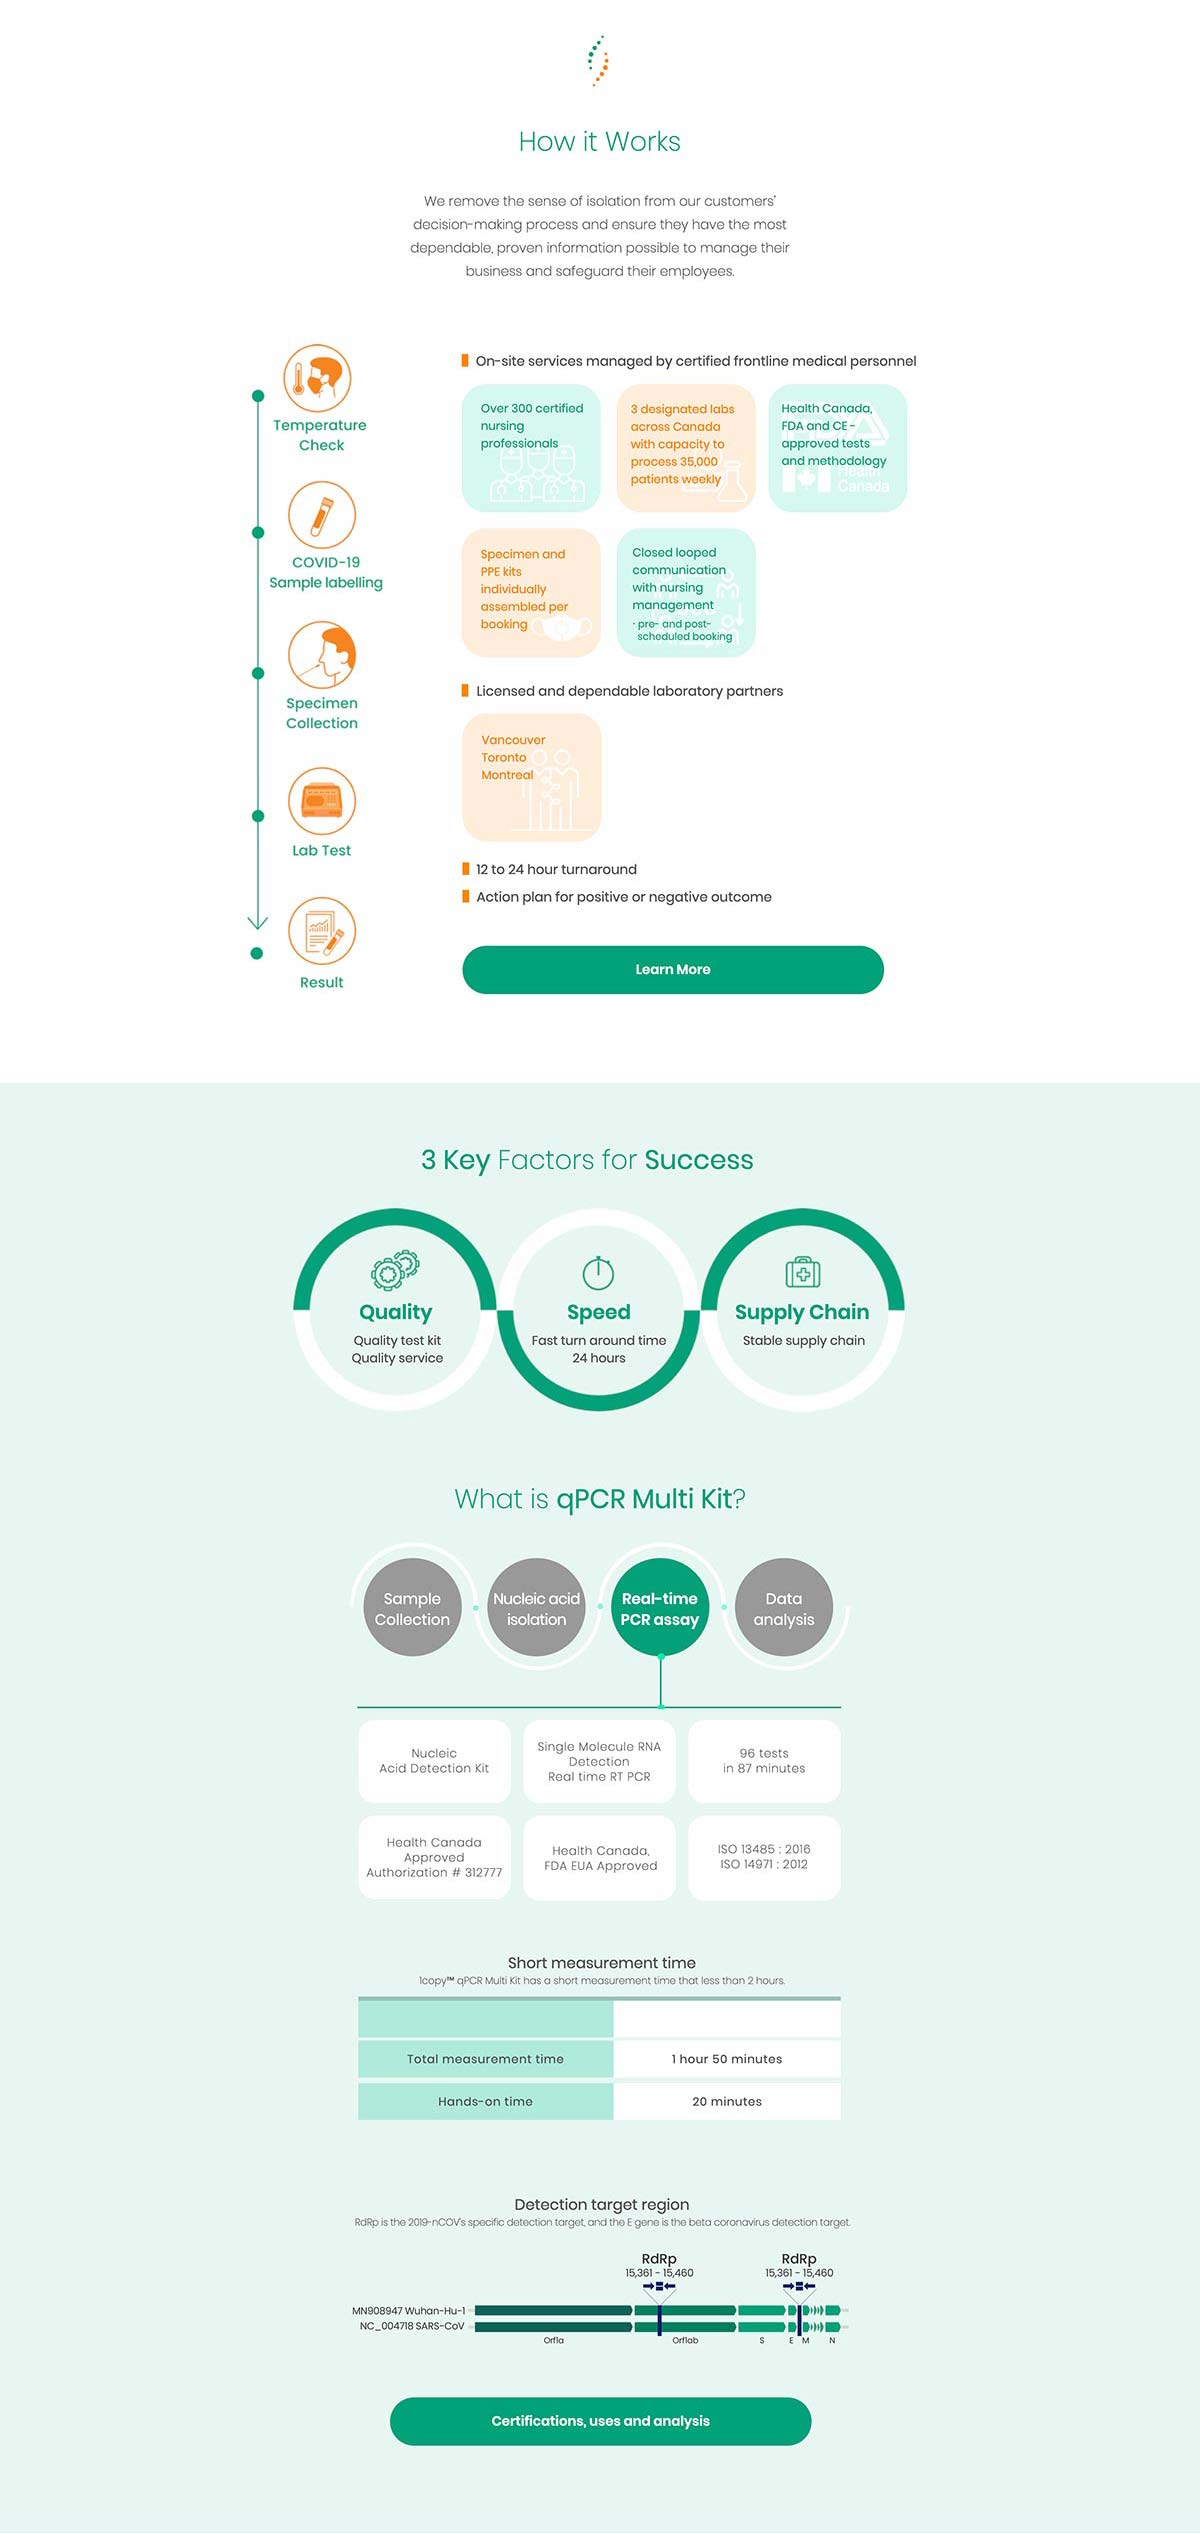 How it Works
We remove the sense of isolation from our customers'
decision-making process and ensure they have the most
dependable, proven information possible to manage their
business and safeguard their employees.
Temperature
Check
COVID-19
Sample labelling
Specimen
Collection
Lab Test
Result
On-site services managed by certified frontline medical personnel
Over 300 certified
nursing
professionals
3 designated labs
across Canada
with capacity to
process 35,000
patients weekly
Health Canada,
FDA and CE -
approved tests
and methodology
FDA
Health
Canada
Specimen and
PPE kits
individually
assembled per
booking
Closed looped
communication
with nursing
management
· pre- and post-
scheduled booking
Licensed and dependable laboratory partners
Vancouver
Toronto
Montreal
12 to 24 hour turnaround
Action plan for positive or negative outcome
Learn More
3 Key Factors for Success
Quality
Quality test kit
Quality service
Speed
Fast turn around time
24 hours
Supply Chain
Stable supply chain
What is qPCR Multi Kit?
Sample
Collection
Nucleic acid
isolation
Real-time
PCR assay
Data
analysis
Nucleic
Acid Detection Kit
Single Molecule RNA
Detection
Real time RT PCR
96 tests
in 87 minutes
Health Canada
Approved
Authorization # 312777
Health Canada,
FDA EUA Approved
ISO 13485 : 2016
ISO 14971 : 2012
Short measurement time
1copy™ qPCR Multi Kit has a short measurement time that less than 2 hours.
Total measurement time 1 hour 50 minutes
Hands-on time 20 minutes
Detection target region
RdRp is the 2019-nCOV's specific detection target, and the E gene is the beta coronavirus detection target.
RdRp RdRp
15,361 - 15,460 15,361 - 15,460
MN908947 Wuhan-Hu-1
NC_004718 SARS-CoV
Orf1a Orf1ab S E M N
Certifications, uses and analysis